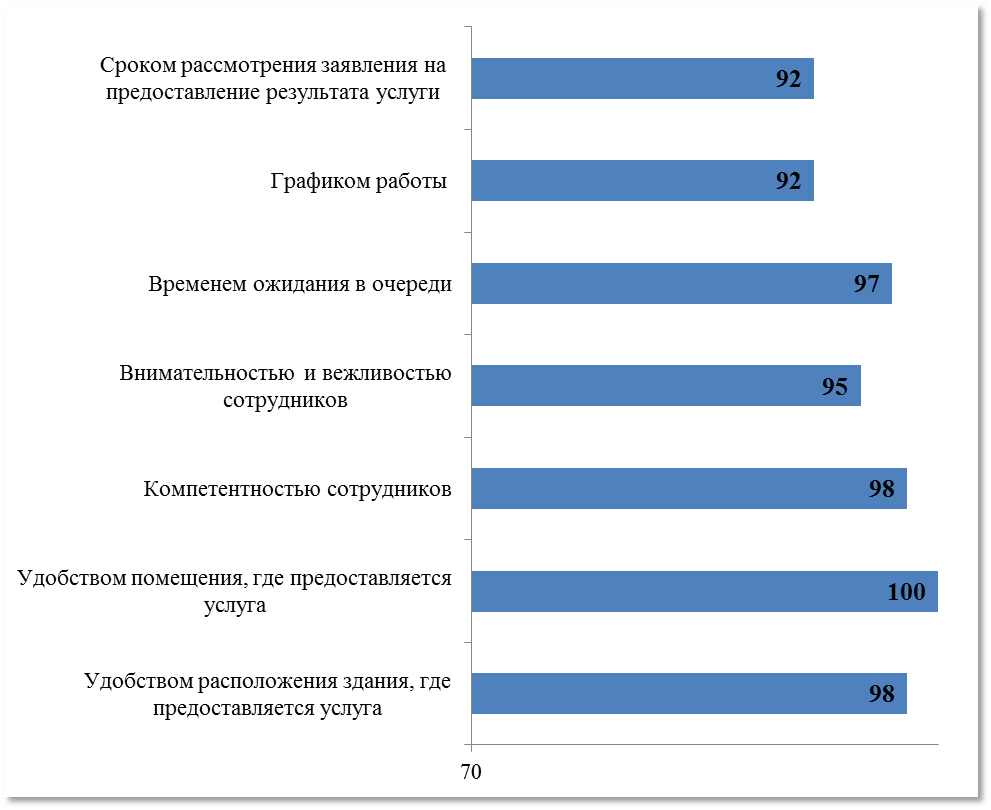 Сроком рассмотрения заявления на
предоставление результата услуги
92
Графиком работы
92
Временем ожидания в очереди
97
Внимательностью и вежливостью
сотрудников
95
Компетентностью сотрудников
98
Удобством помещения, где предоставляется
услуга
100
Удобством расположения здания, где
предоставляется услуга
98
70